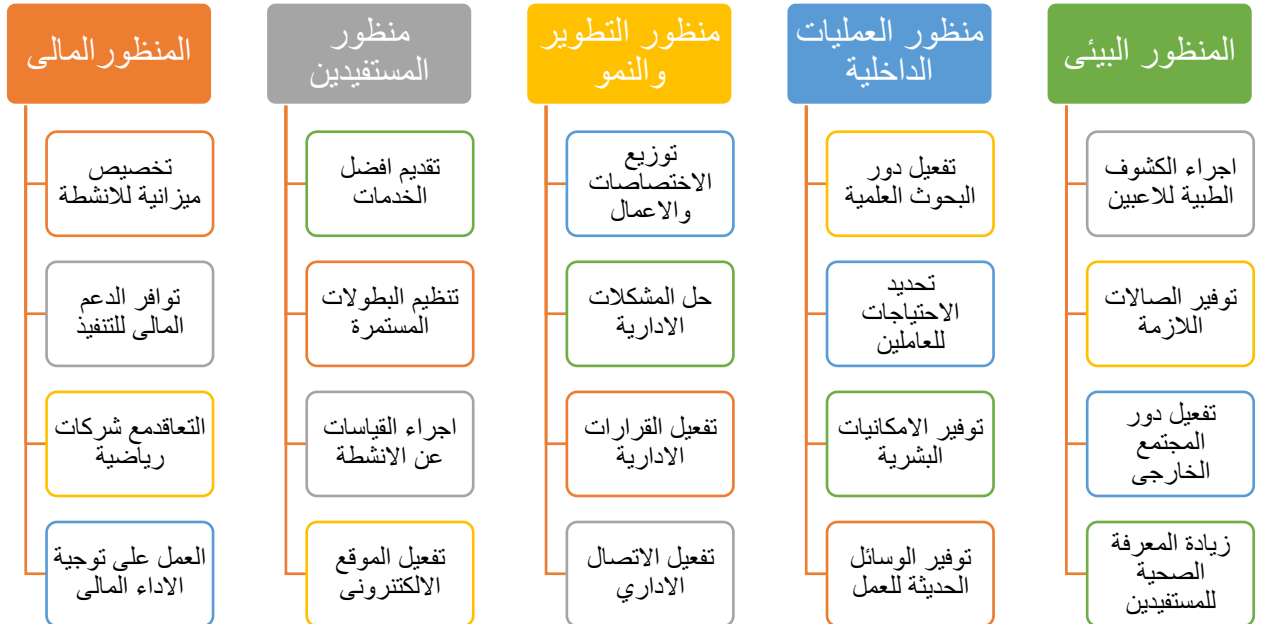 المنظور البيئى
اجراء الكشوف
الطبية للاعبين
توفير الصالات
اللازمة
تفعيل دور
المجتمع
الخارجى
زيادة المعرفة
الصحية
للمستفيدين
منظور العمليات
الداخلية
تفعيل دور
البحوث العلمية
تحديد
الاحتياجات
للعاملين
توفير الامكانيات
البشرية
توفير الوسائل
الحديثة للعمل
منظور التطوير
والنمو
توزيع
الاختصاصات
والاعمال
حل المشكلات
الادارية
تفعيل القرارات
الادارية
تفعيل الاتصال
الاداري
منظور
المستفيدين
تقديم افضل
الخدمات
تنظيم البطولات
المستمرة
اجراء القياسات
عن الانشطة
تفعيل الموقع
الالكتنرونى
المنظورالمالى
تخصيص
ميزانية للانشطة
توافر الدعم
المالى للتنفيذ
التعاقدمع شركات
رياضية
العمل على توجية
الاداء المالى